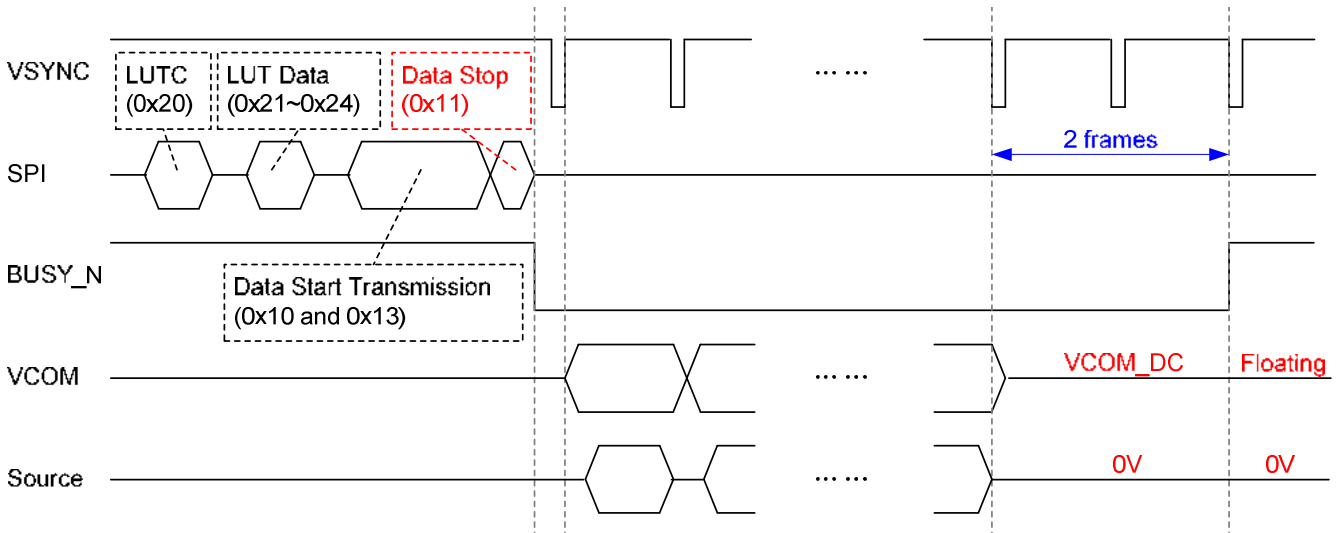 VSYNC
LUTC
(0x20)
LUT Data
(0x21~0x24)
Data Stop
(0x11)
... ...
2 frames
SPI
BUSY_N
Data Start Transmission
(0x10 and 0x13)
VCOM
... ...
VCOM_DC
Floating
Source
... ...
0V
0V